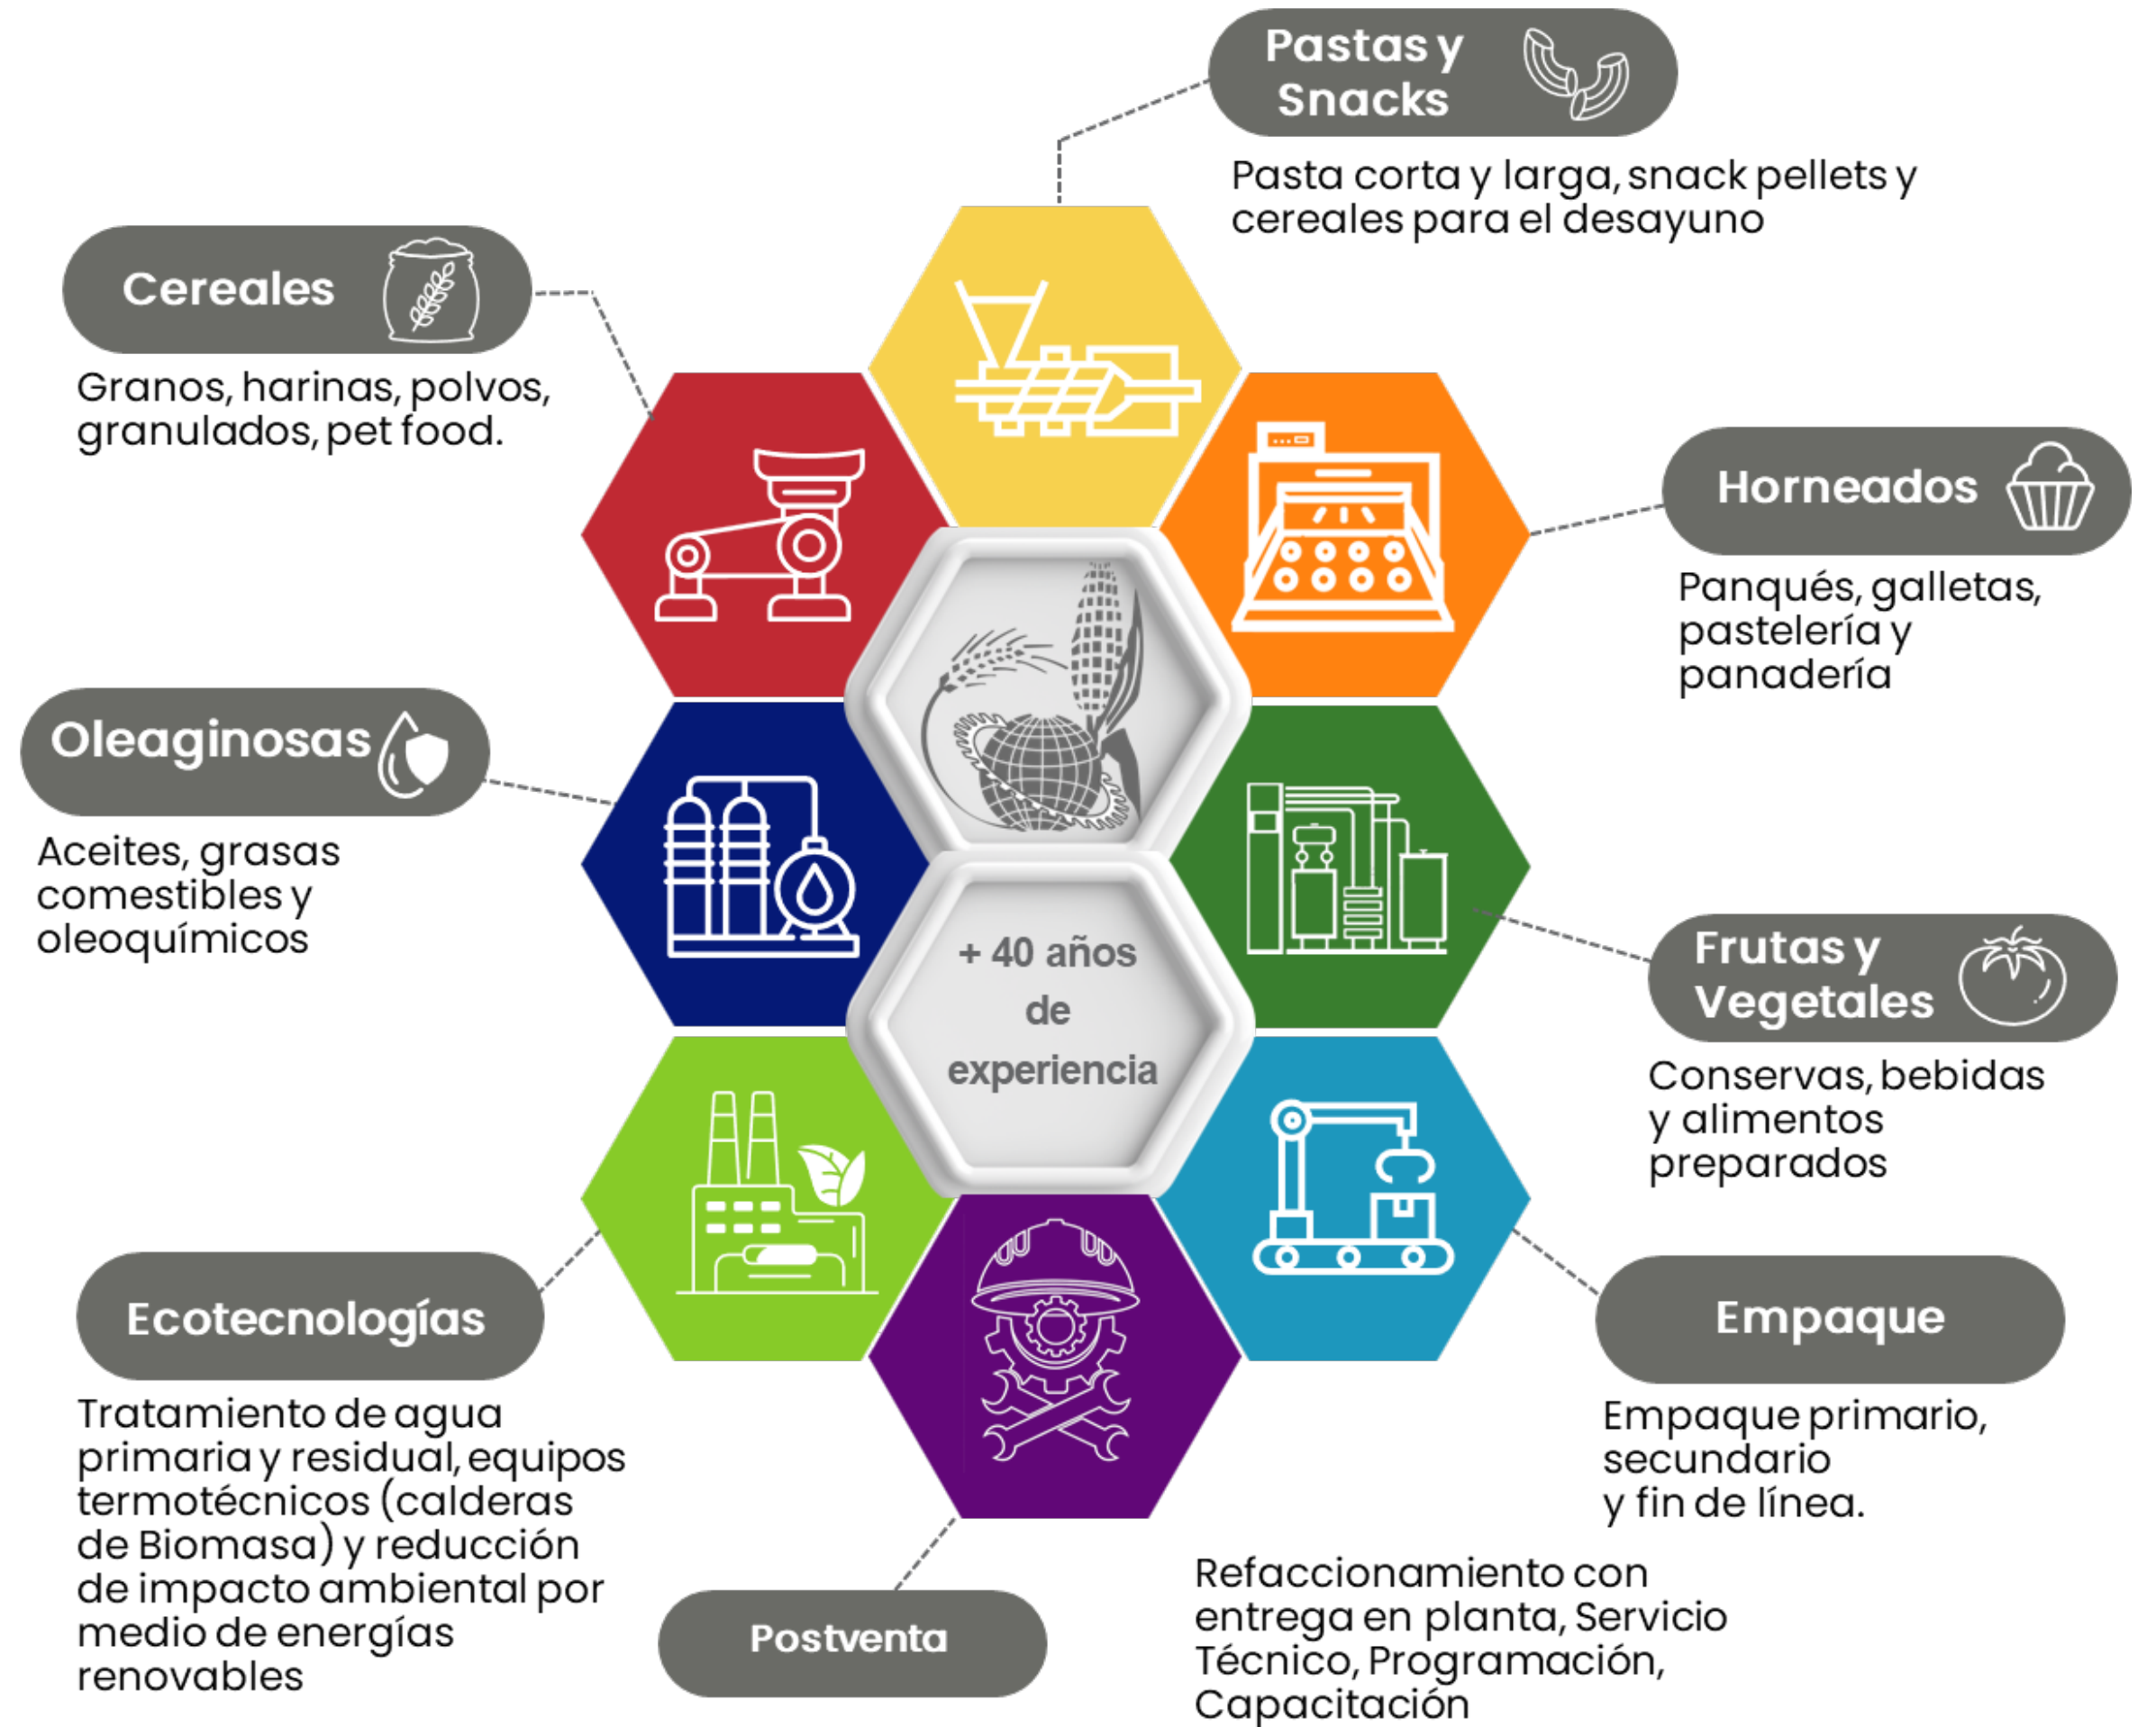 Pastas y
Snacks
Pasta corta y larga, snack pellets y
cereales para el desayuno
Cereales
Granos, harinas, polvos,
granulados, pet food.
Horneados
Panqués, galletas,
pastelería y
panadería
Oleaginosas
Aceites, grasas
comestibles y
oleoquímicos
+ 40 años
de
experiencia
Frutas y
Vegetales
Conservas, bebidas
y alimentos
preparados
Ecotecnologías
Tratamiento de agua
primaria y residual, equipos
termotécnicos (calderas
de Biomasa) y reducción
de impacto ambiental por
medio de energías
renovables
Empaque
Empaque primario,
secundario
y fin de línea.
Postventa
Refaccionamiento con
entrega en planta, Servicio
Técnico, Programación,
Capacitación